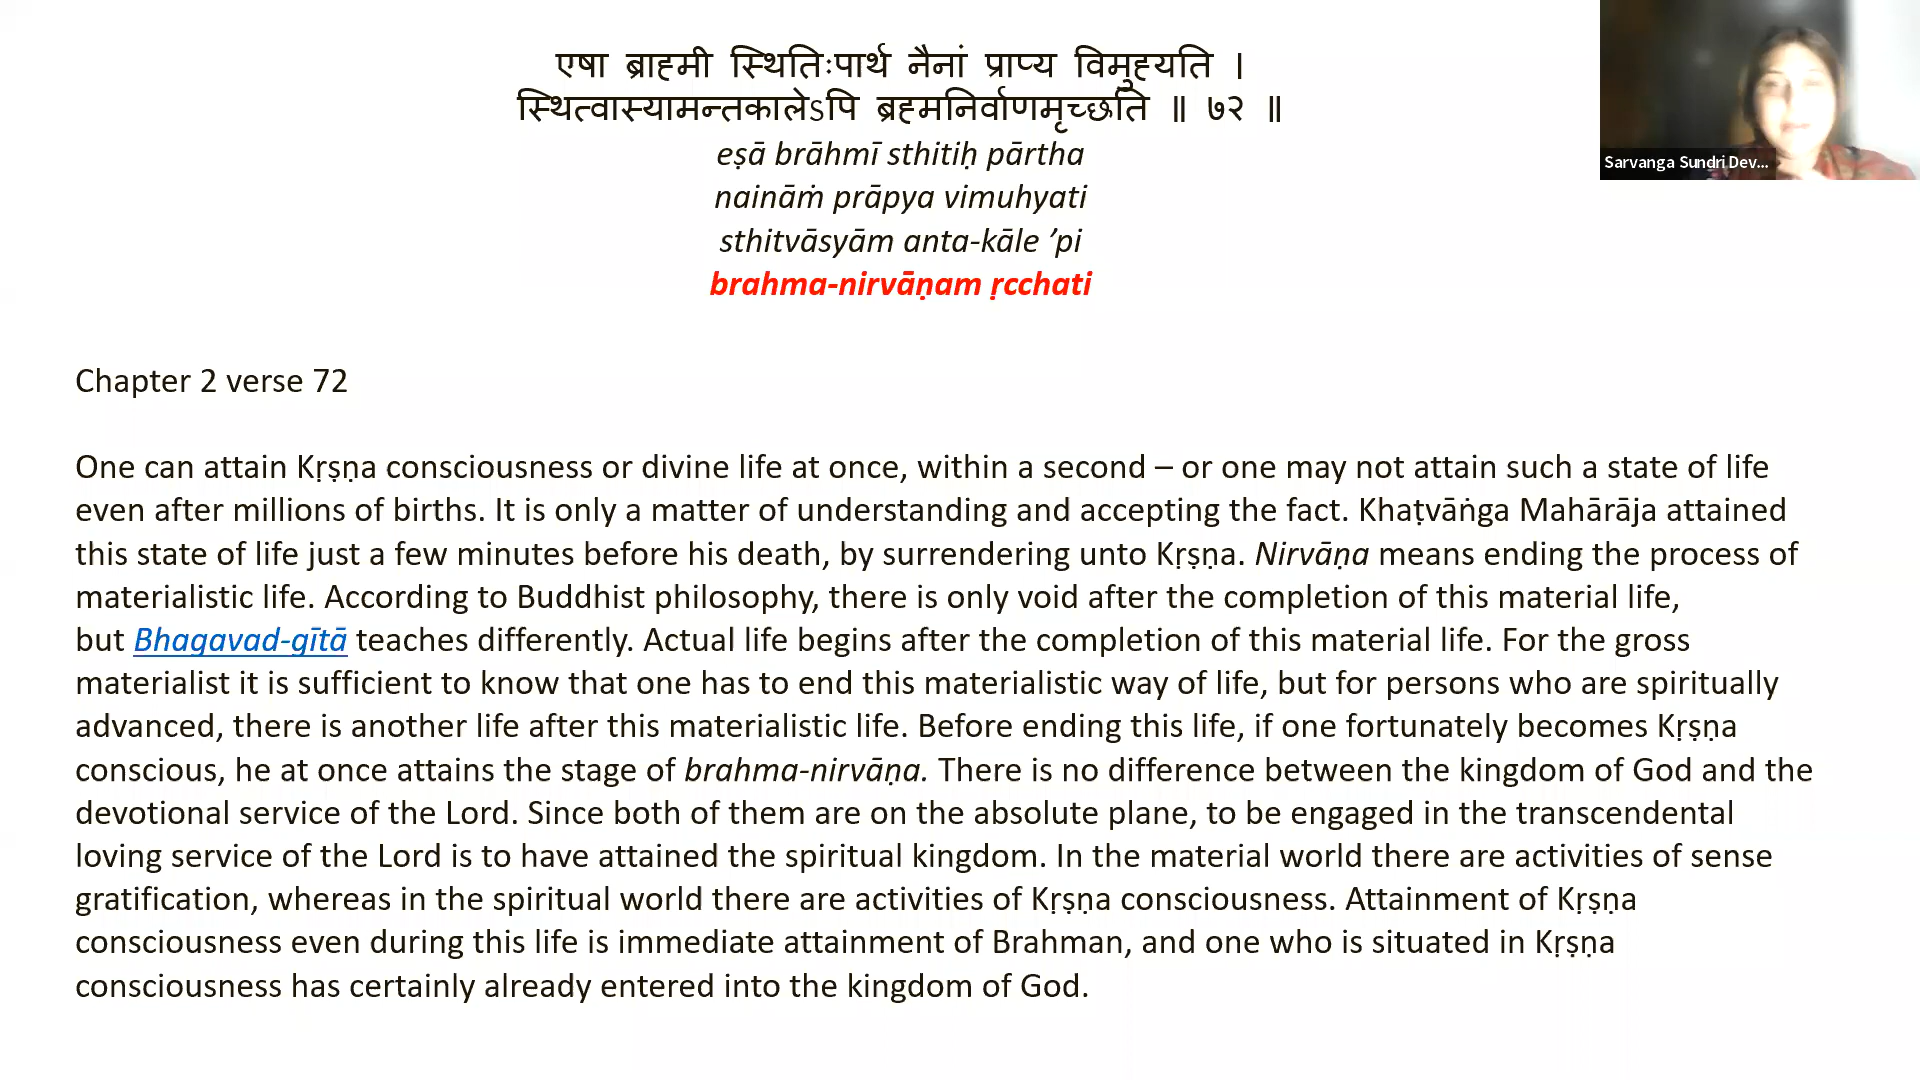 एषा ब्राह्मी स्थितिःपार्थ नैनां प्राप्य विमुह्यति ।
स्थित्वास्यामन्तकालेऽपि ब्रह्मनिर्वाणमृच्छति ॥ ७२ ॥
eṣā brāhmī sthitiḥ pārtha
naināṁ prāpya vimuhyati
sthitvāsyām anta-kāle ’pi
brahma-nirvāṇam ṛcchati
Sarvanga Sundri Dev...
Chapter 2 verse 72
One can attain Kṛṣṇa consciousness or divine life at once, within a second – or one may not attain such a state of life
even after millions of births. It is only a matter of understanding and accepting the fact. Khaṭvāṅga Mahārāja attained
this state of life just a few minutes before his death, by surrendering unto Kṛṣṇa. Nirvāṇa means ending the process of
materialistic life. According to Buddhist philosophy, there is only void after the completion of this material life,
but Bhagavad-gītā teaches differently. Actual life begins after the completion of this material life. For the gross
materialist it is sufficient to know that one has to end this materialistic way of life, but for persons who are spiritually
advanced, there is another life after this materialistic life. Before ending this life, if one fortunately becomes Kṛṣṇa
conscious, he at once attains the stage of brahma-nirvāṇa. There is no difference between the kingdom of God and the
devotional service of the Lord. Since both of them are on the absolute plane, to be engaged in the transcendental
loving service of the Lord is to have attained the spiritual kingdom. In the material world there are activities of sense
gratification, whereas in the spiritual world there are activities of Kṛṣṇa consciousness. Attainment of Kṛṣṇa
consciousness even during this life is immediate attainment of Brahman, and one who is situated in Kṛṣṇa
consciousness has certainly already entered into the kingdom of God.